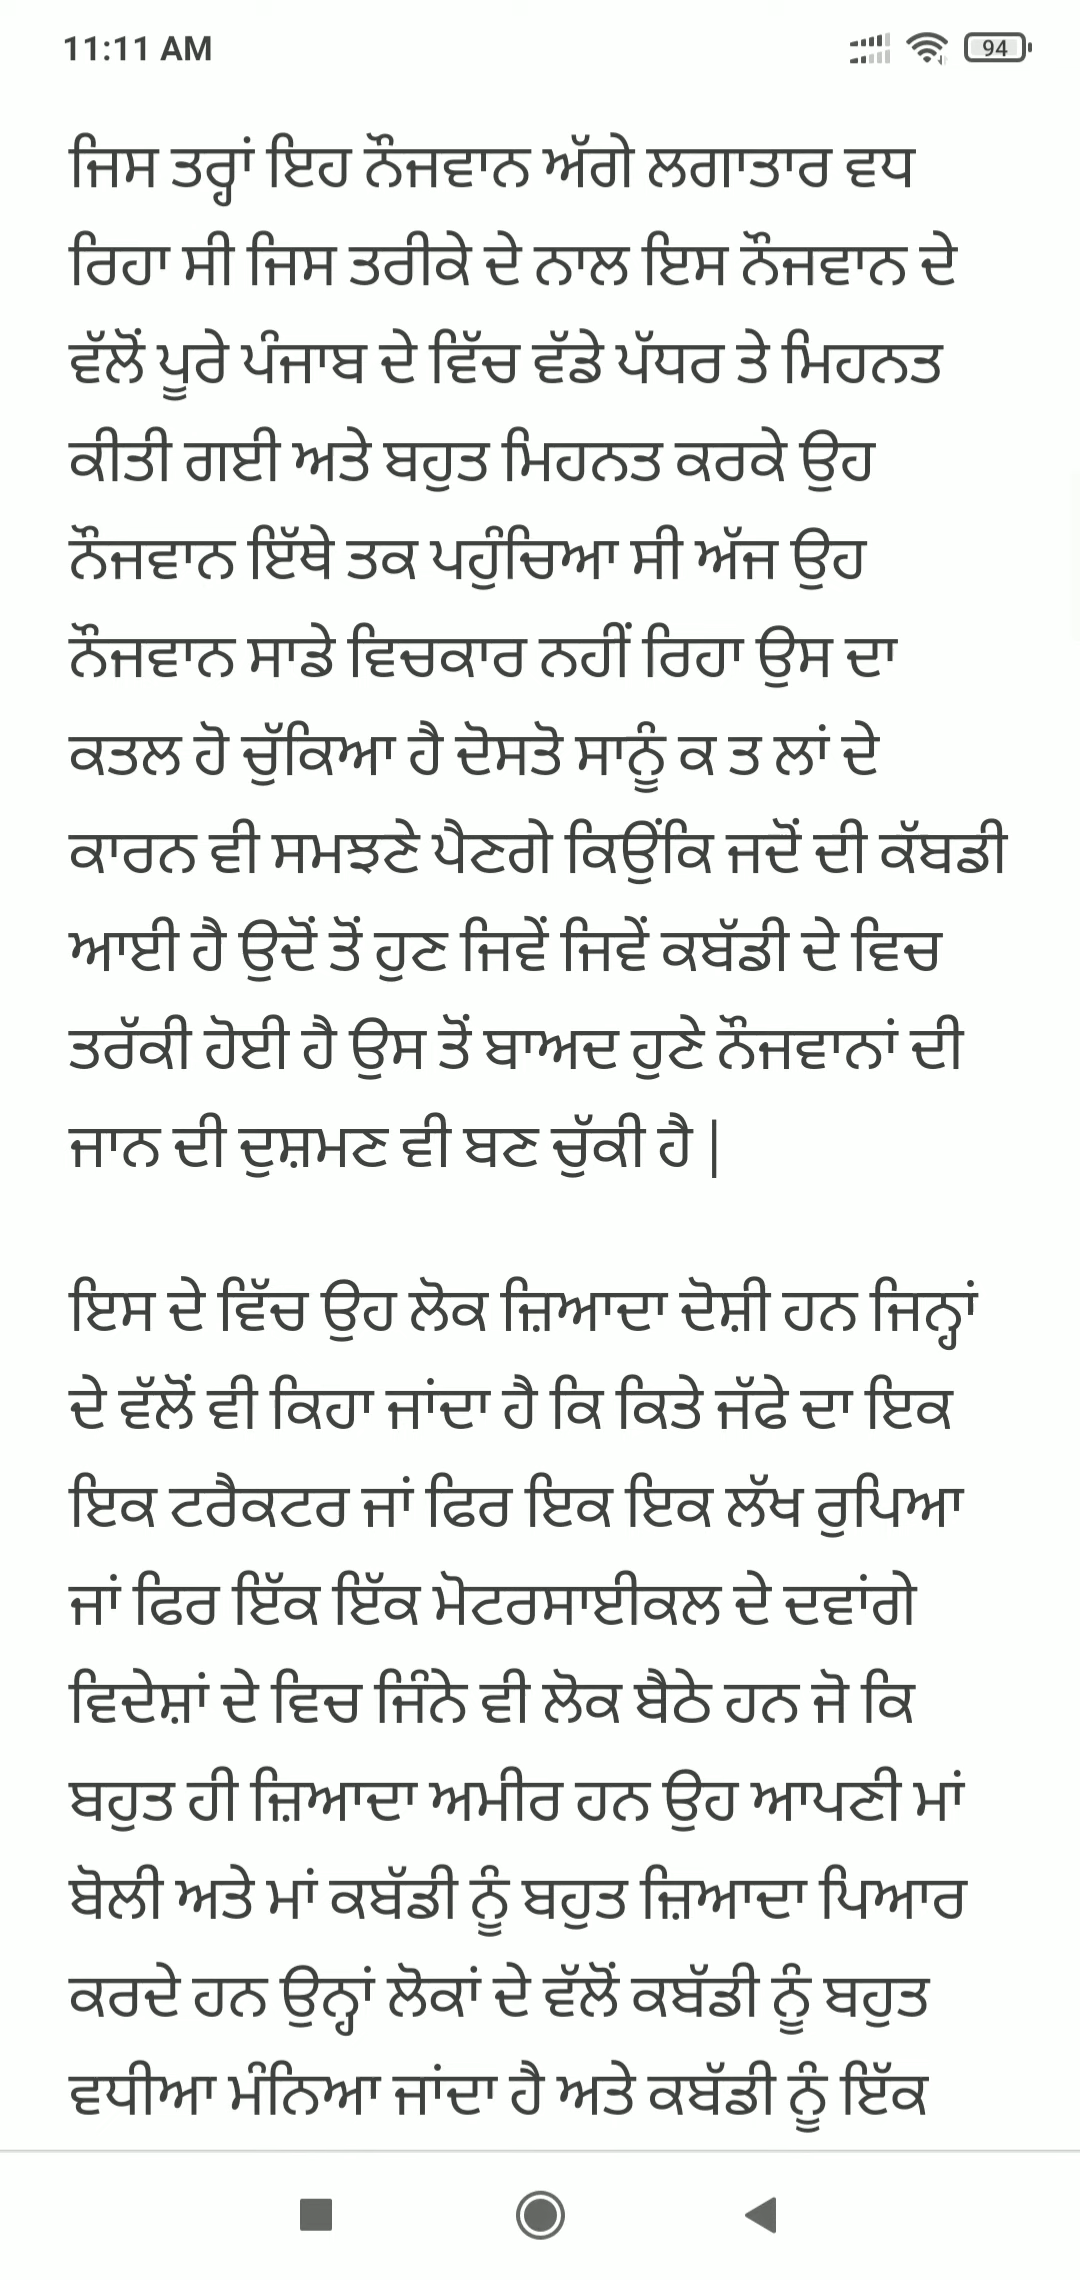 11:11 AM
94
ਜਿਸ ਤਰ੍ਹਾਂ ਇਹ ਨੌਜਵਾਨ ਅੱਗੇ ਲਗਾਤਾਰ ਵਧ
ਰਿਹਾ ਸੀ ਜਿਸ ਤਰੀਕੇ ਦੇ ਨਾਲ ਇਸ ਨੌਜਵਾਨ ਦੇ
ਵੱਲੋਂ ਪੂਰੇ ਪੰਜਾਬ ਦੇ ਵਿੱਚ ਵੱਡੇ ਪੱਧਰ ਤੇ ਮਿਹਨਤ
ਕੀਤੀ ਗਈ ਅਤੇ ਬਹੁਤ ਮਿਹਨਤ ਕਰਕੇ ਉਹ
ਨੌਜਵਾਨ ਇੱਥੇ ਤਕ ਪਹੁੰਚਿਆ ਸੀ ਅੱਜ ਉਹ
ਨੌਜਵਾਨ ਸਾਡੇ ਵਿਚਕਾਰ ਨਹੀਂ ਰਿਹਾ ਉਸ ਦਾ
ਕਤਲ ਹੋ ਚੁੱਕਿਆ ਹੈ ਦੋਸਤੋ ਸਾਨੂੰ ਕ ਤ ਲਾਂ ਦੇ
ਕਾਰਨ ਵੀ ਸਮਝਣੇ ਪੈਣਗੇ ਕਿਉਂਕਿ ਜਦੋਂ ਦੀ ਕੱਬਡੀ
ਆਈ ਹੈ ਉਦੋਂ ਤੋਂ ਹੁਣ ਜਿਵੇਂ ਜਿਵੇਂ ਕਬੱਡੀ ਦੇ ਵਿਚ
ਤਰੱਕੀ ਹੋਈ ਹੈ ਉਸ ਤੋਂ ਬਾਅਦ ਹੁਣੇ ਨੌਜਵਾਨਾਂ ਦੀ
ਜਾਨ ਦੀ ਦੁਸ਼ਮਣ ਵੀ ਬਣ ਚੁੱਕੀ ਹੈ |
ਇਸ ਦੇ ਵਿੱਚ ਉਹ ਲੋਕ ਜ਼ਿਆਦਾ ਦੋਸ਼ੀ ਹਨ ਜਿਨ੍ਹਾਂ
ਦੇ ਵੱਲੋਂ ਵੀ ਕਿਹਾ ਜਾਂਦਾ ਹੈ ਕਿ ਕਿਤੇ ਜੱਫੇ ਦਾ ਇਕ
ਇਕ ਟਰੈਕਟਰ ਜਾਂ ਫਿਰ ਇਕ ਇਕ ਲੱਖ ਰੁਪਿਆ
ਜਾਂ ਫਿਰ ਇੱਕ ਇੱਕ ਮੋਟਰਸਾਈਕਲ ਦੇ ਦਵਾਂਗੇ
ਵਿਦੇਸ਼ਾਂ ਦੇ ਵਿਚ ਜਿੰਨੇ ਵੀ ਲੋਕ ਬੈਠੇ ਹਨ ਜੋ ਕਿ
ਬਹੁਤ ਹੀ ਜ਼ਿਆਦਾ ਅਮੀਰ ਹਨ ਉਹ ਆਪਣੀ ਮਾਂ
ਬੋਲੀ ਅਤੇ ਮਾਂ ਕਬੱਡੀ ਨੂੰ ਬਹੁਤ ਜ਼ਿਆਦਾ ਪਿਆਰ
ਕਰਦੇ ਹਨ ਉਨ੍ਹਾਂ ਲੋਕਾਂ ਦੇ ਵੱਲੋਂ ਕਬੱਡੀ ਨੂੰ ਬਹੁਤ
ਵਧੀਆ ਮੰਨਿਆ ਜਾਂਦਾ ਹੈ ਅਤੇ ਕਬੱਡੀ ਨੂੰ ਇੱਕ